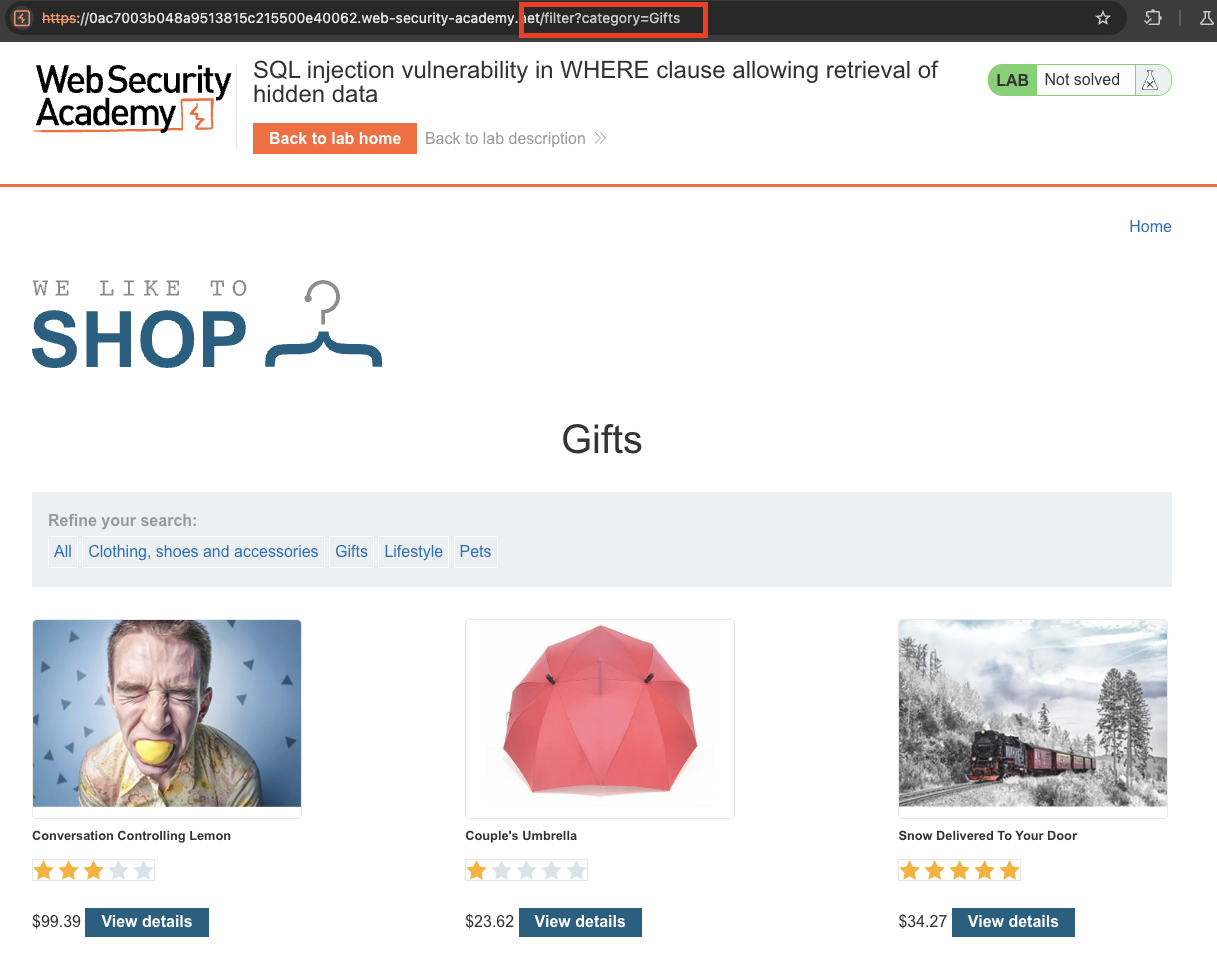 https://0ac7003b048a9513815c215500e40062.web-security-academy.net/filter?category=Gifts
Web Security
Academy
SQL injection vulnerability in WHERE clause allowing retrieval of
hidden data
LAB Not solved
Back to lab home Back to lab description
Home
WE LIKE TO
SHOP
Gifts
Refine your search:
All Clothing, shoes and accessories Gifts Lifestyle Pets
Conversation Controlling Lemon
Couple's Umbrella
Snow Delivered To Your Door
$99.39 View details
$23.62 View details
$34.27 View details